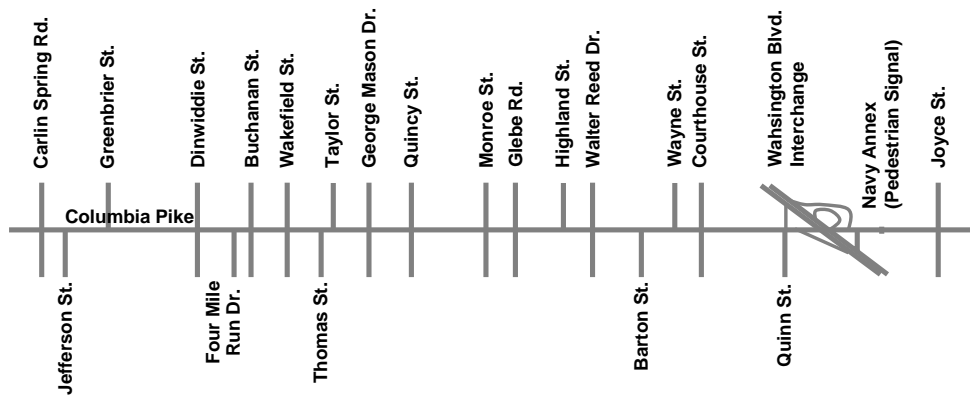 Carlin Spring Rd.
Greenbrier St.
Dinwiddie St.
Buchanan St.
Wakefield St.
Taylor St.
George Mason Dr.
Quincy St.
Monroe St.
Glebe Rd.
Highland St.
Walter Reed Dr.
Wayne St.
Courthouse St.
Wahsington Blvd.
Interchange
Navy Annex
(Pedestrian Signal)
Joyce St.
Columbia Pike
Jefferson St.
Four Mile
Run Dr.
Thomas St.
Barton St.
Quinn St.